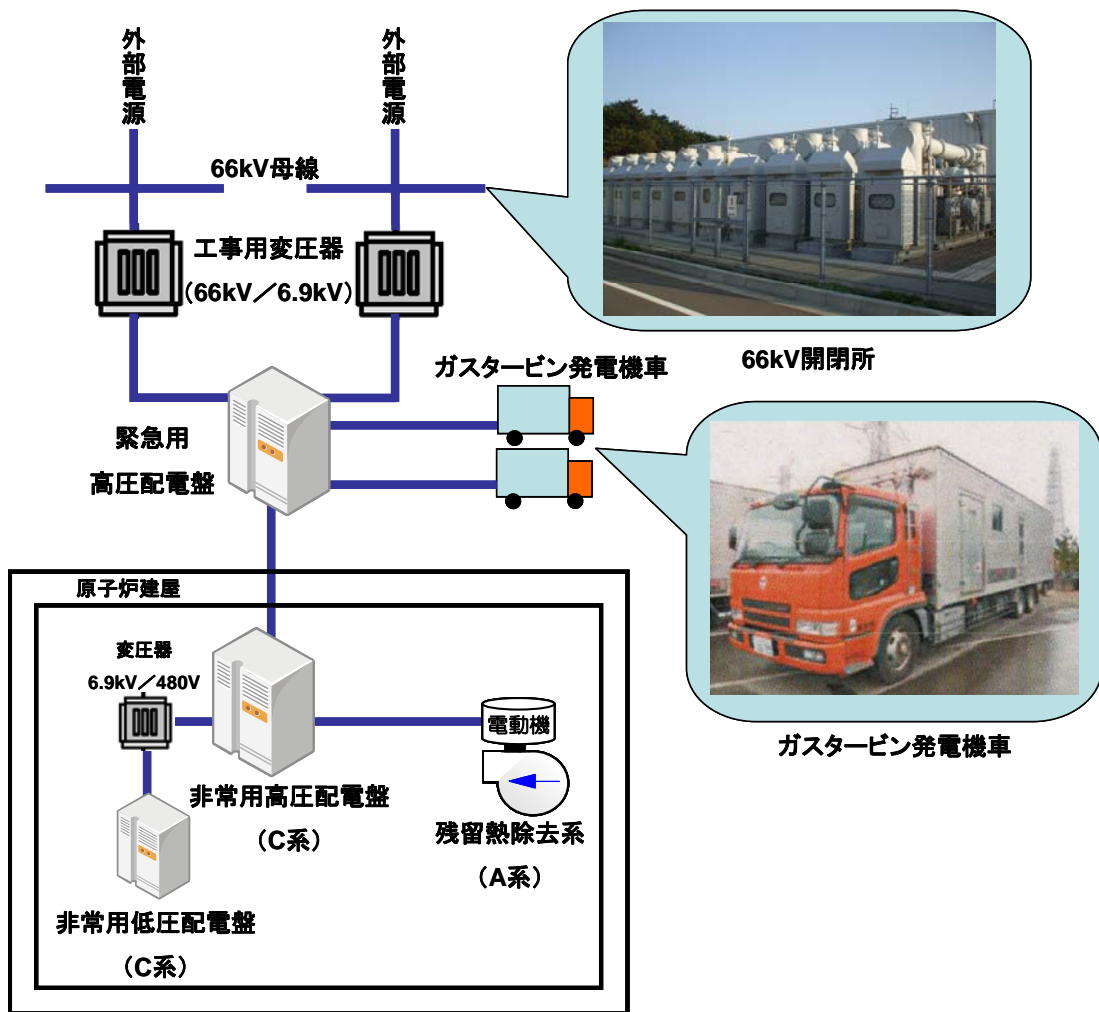 外部電源
外部電源
66kV母線
工事用変圧器
（66kV／6.9kV）
66kV開閉所
ガスタービン発電機車
緊急用
高圧配電盤
ガスタービン発電機車
原子炉建屋
変圧器
6.9kV／480V
電動機
非常用高圧配電盤
（C系）
残留熱除去系
（A系）
非常用低圧配電盤
（C系）